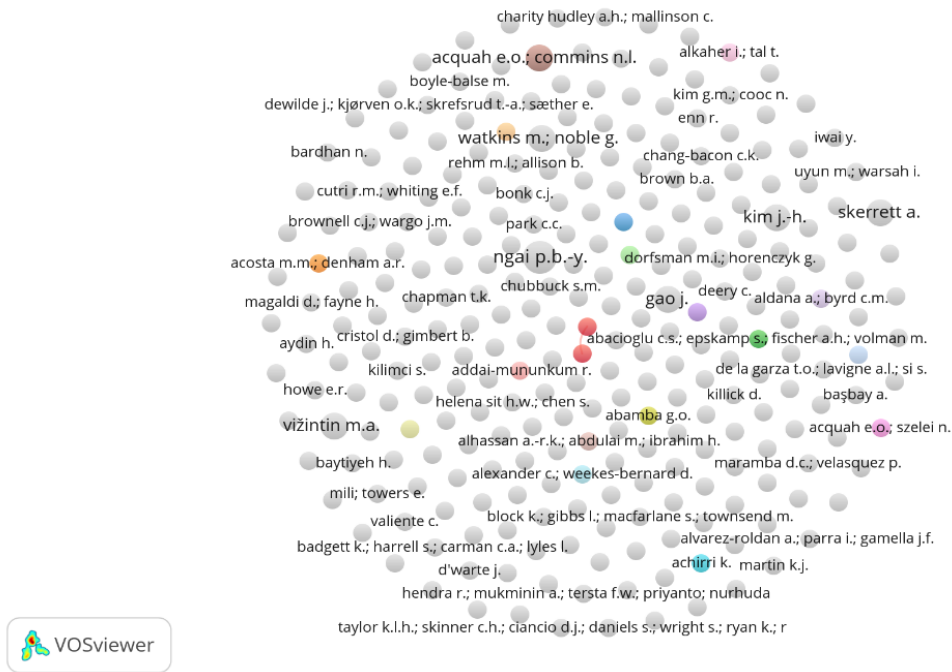 charity hudley a.h.; mallinson c.
alkaher i.; tal t.
acquah e.o.; commins n.l.
boyle-balse m.
kim g.m.; cooc n.
dewilde j.; kjørven o.k.; skrefsrud t.-a.; sæther e.
enn r.
watkins m.; noble g.
iwai y.
bardhan n.
chang-bacon c.k.
rehm m.l.; allison b.
uyun m.; warsah i.
brown b.a.
cutri r.m.; whiting e.f.
bonk c.j.
skerrett a.
kim j.-h.
brownell c.j.; wargo j.m.
park c.c.
ngai p.b.-y.
dorfsman m.i.; horenczyk g.
acosta m.m.; denham a.r.
chubbuck s.m.
deery c.
gao j.
aldana a.; byrd c.m.
chapman t.k.
magaldi d.; fayne h.
cristol d.; gimbert b.
abacioglu c.s.; epskamp s.; fischer a.h.; volman m.
aydin h.
kilimci s.
addai-mununkum r.
de la garza t.o.; lavigne a.l.; si s.
howe e.r.
killick d.
başbay a.
helena sit h.w.; chen s.
abamba g.o.
vižintin m.a.
acquah e.o.; szelei n.
alhassan a.-r.k.; abdulai m.; ibrahim h.
baytiyeh h.
maramba d.c.; velasquez p.
alexander c.; weekes-bernard d.
mili; towers e.
block k.; gibbs l.; macfarlane s.; townsend m.
valiente c.
alvarez-roldan a.; parra i.; gamella j.f.
badgett k.; harrell s.; carman c.a.; lyles l.
achirri k.
martin k.j.
d'warte j.
hendra r.; mukminin a.; tersta f.w.; priyanto; nurhuda
taylor k.l.h.; skinner c.h.; ciancio d.j.; daniels s.; wright s.; ryan k.; r
VOSviewer